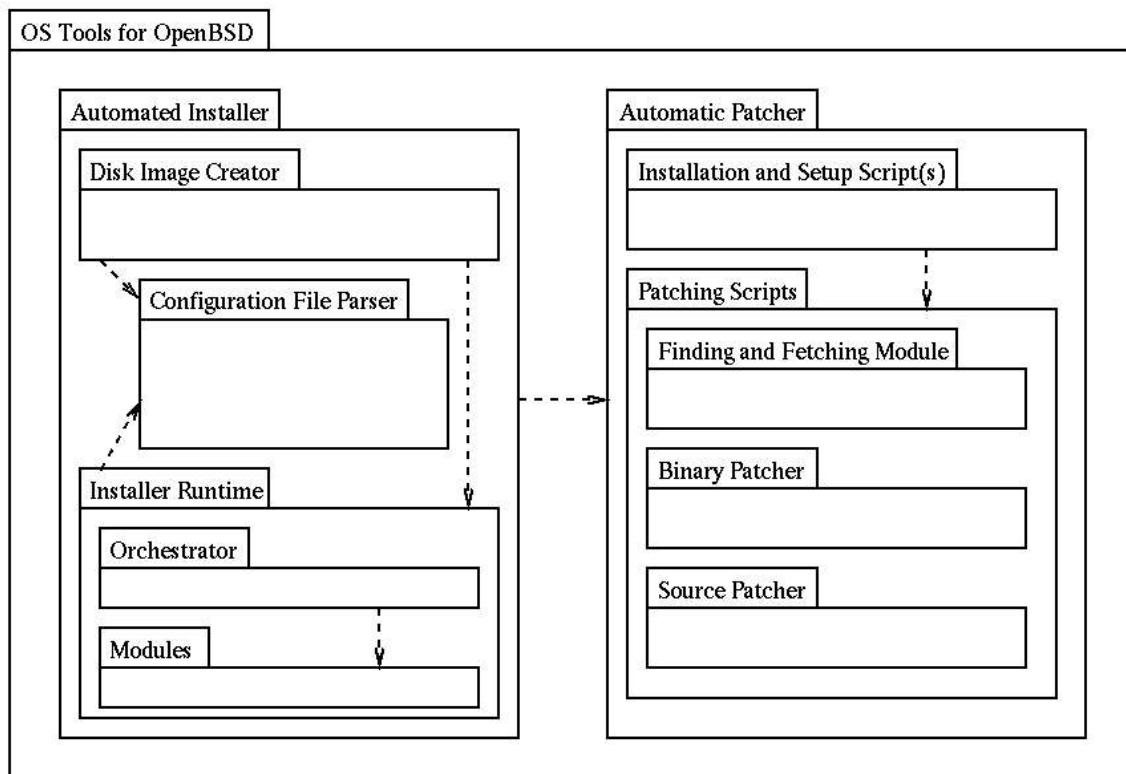 OS Tools for OpenBSD
Automated Installer
Disk Image Creator
Configuration File Parser
Installer Runtime
Orchestrator
Modules
Automatic Patcher
Installation and Setup Script(s)
Patching Scripts
Finding and Fetching Module
Binary Patcher
Source Patcher